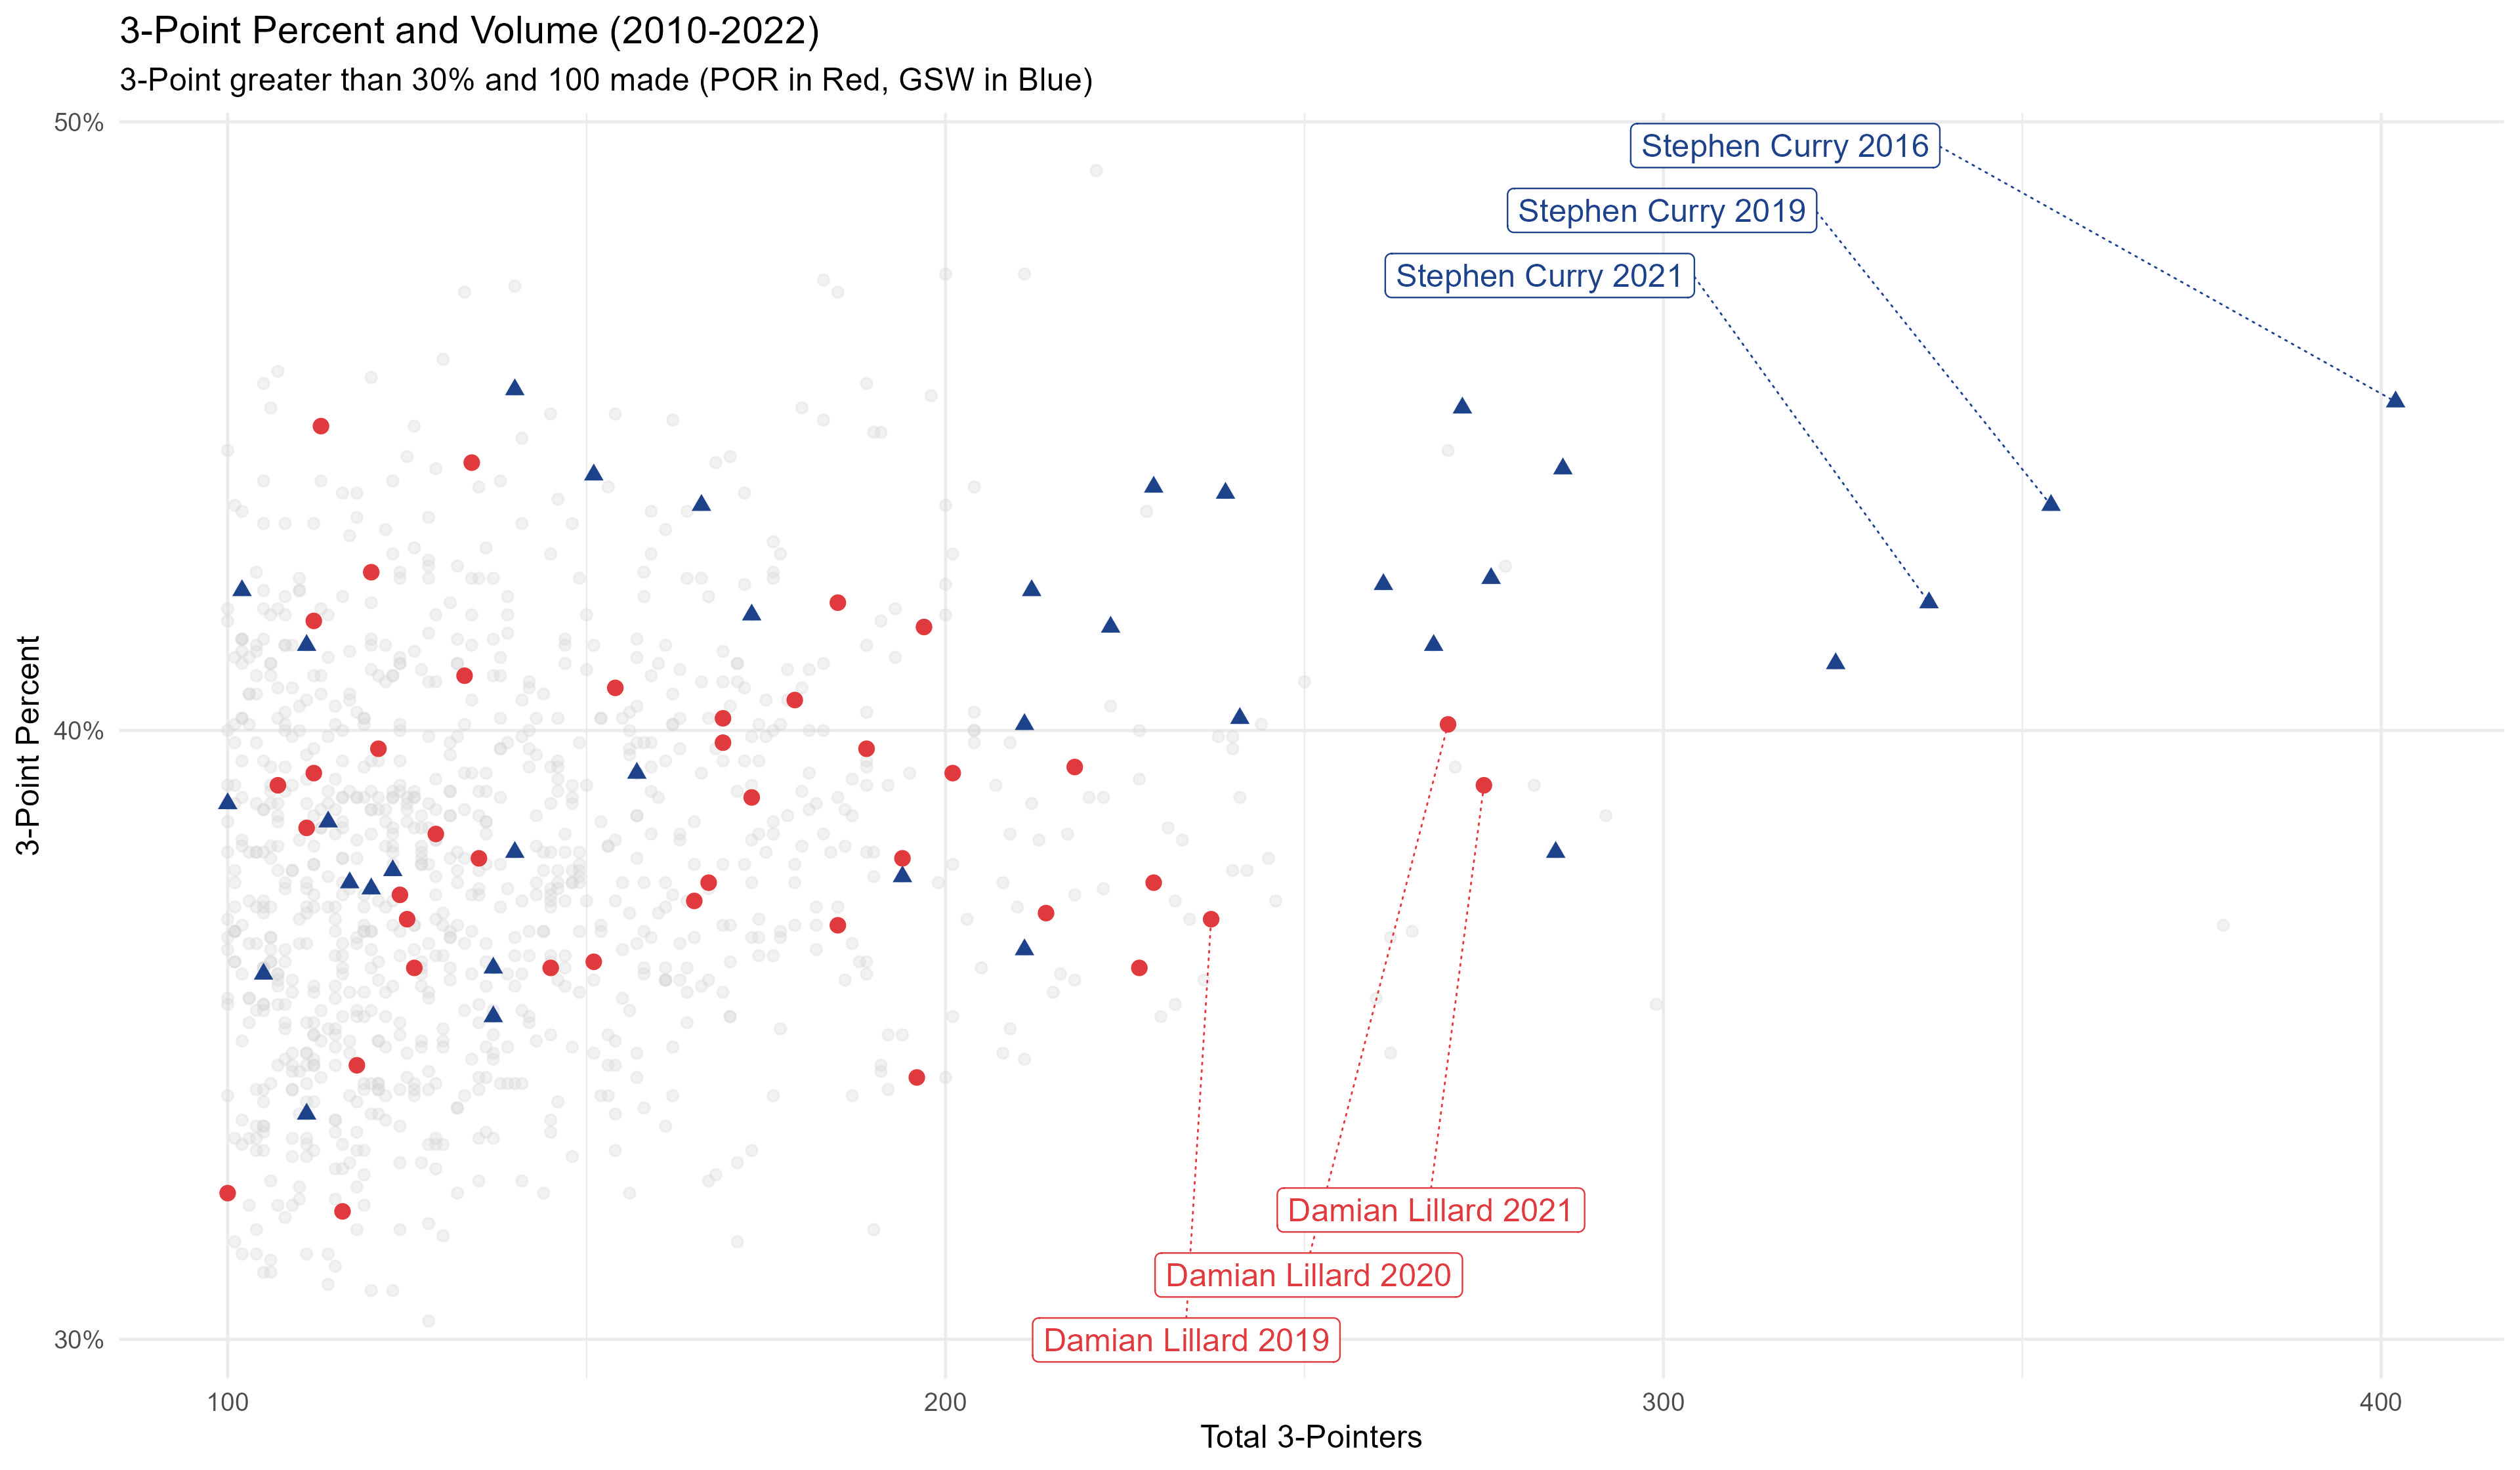 3-Point Percent and Volume (2010-2022)
3-Point greater than 30% and 100 made (POR in Red, GSW in Blue)
50%
Stephen Curry 2016
Stephen Curry 2019
Stephen Curry 2021
3-Point Percent
40%
Damian Lillard 2021
Damian Lillard 2020
30%
Damian Lillard 2019
100
200
300
400
Total 3-Pointers